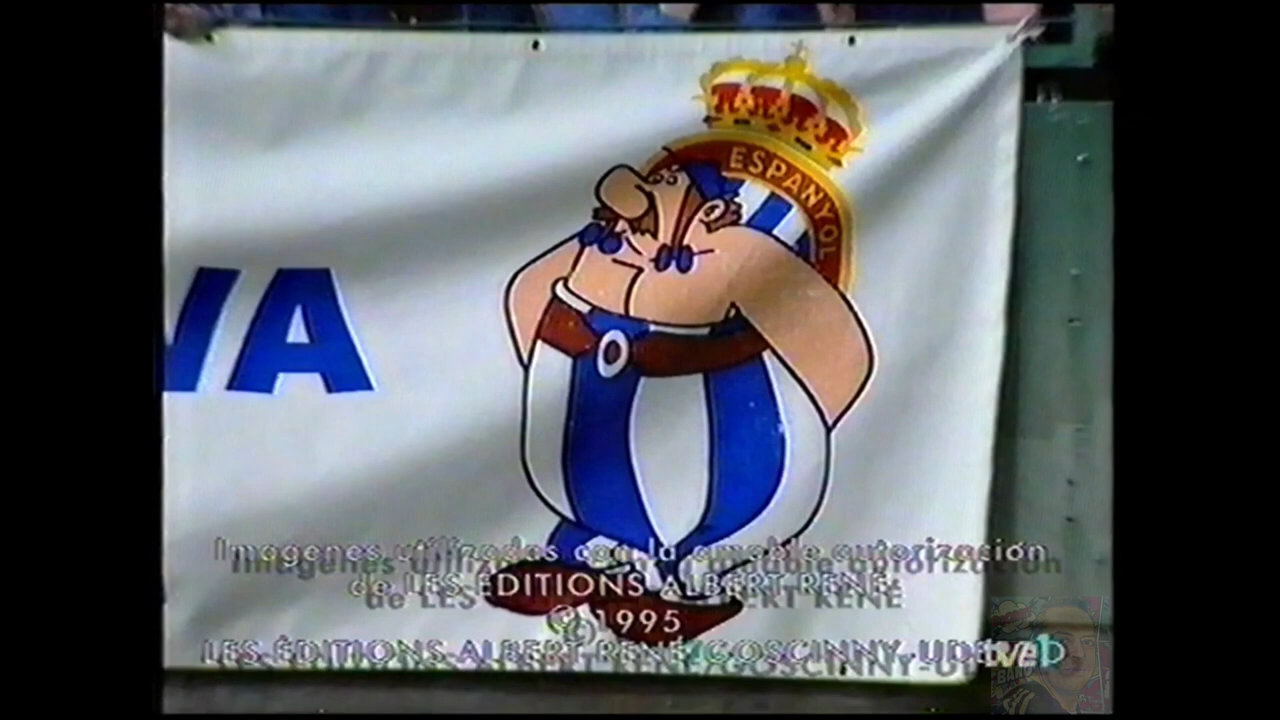 ESPANYOL
VA
Imagenes utilizadas con la amable autorización
de LES ÉDITIONS ALBERT RENÉ
© 1995
LES ÉDITIONS ALBERT RENÉ/GOSCINNY-UDERZO
tve